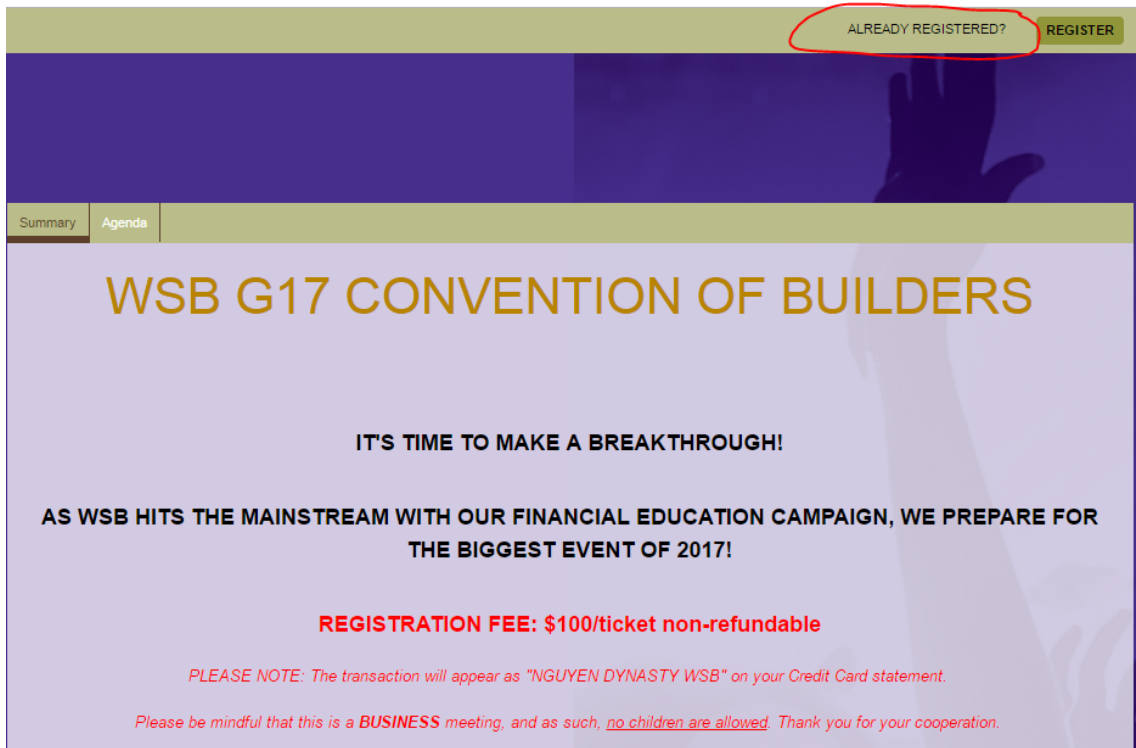 ALREADY REGISTERED? REGISTER
Summary Agenda
WSB G17 CONVENTION OF BUILDERS
IT'S TIME TO MAKE A BREAKTHROUGH!
AS WSB HITS THE MAINSTREAM WITH OUR FINANCIAL EDUCATION CAMPAIGN, WE PREPARE FOR
THE BIGGEST EVENT OF 2017!
REGISTRATION FEE: $100/ticket non-refundable
PLEASE NOTE: The transaction will appear as "NGUYEN DYNASTY WSB" on your Credit Card statement.
Please be mindful that this is a BUSINESS meeting, and as such, no children are allowed. Thank you for your cooperation.